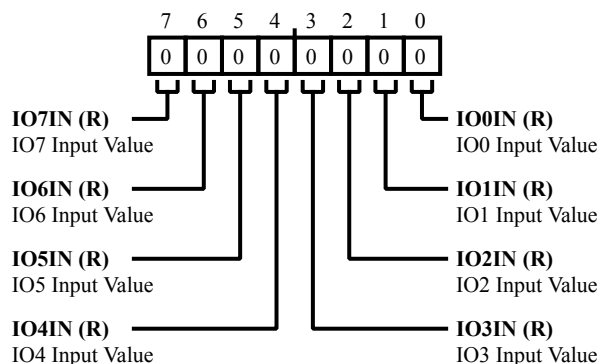 7 6 5 4 3 2 1 0
0 0 0 0 0 0 0 0
IO7IN (R)
IO7 Input Value
IO6IN (R)
IO6 Input Value
IO5IN (R)
IO5 Input Value
IO4IN (R)
IO4 Input Value
IO0IN (R)
IO0 Input Value
IO1IN (R)
IO1 Input Value
IO2IN (R)
IO2 Input Value
IO3IN (R)
IO3 Input Value